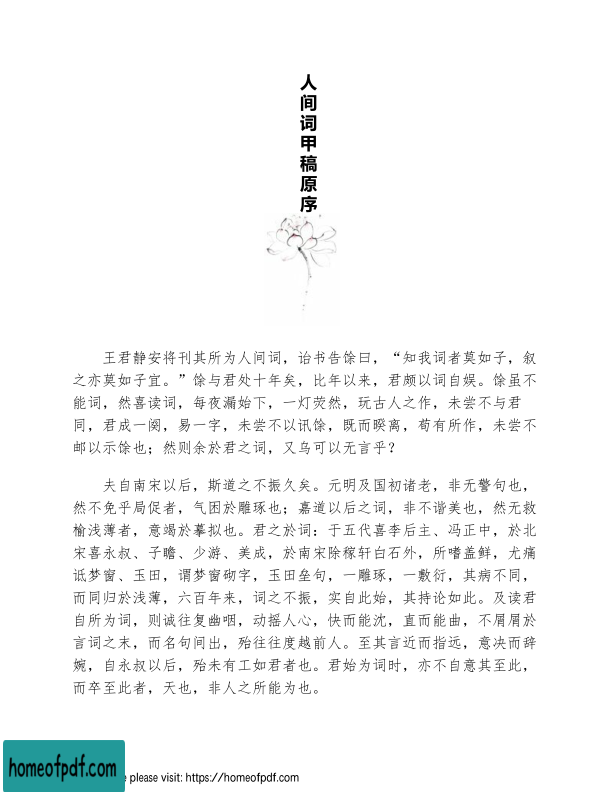 人间词甲稿原序
王君静安将刊其所为人间词，诒书告馀曰，“知我词者莫如子，叙
之亦莫如子宜。”馀与君处十年矣，比年以来，君颇以词自娱。馀虽不
能词，然喜读词，每夜漏始下，一灯荧然，玩古人之作，未尝不与君
同，君成一阕，易一字，未尝不以讯馀，既而暌离，苟有所作，未尝不
邮以示馀也；然则余於君之词，又乌可以无言乎？
夫自南宋以后，斯道之不振久矣。元明及国初诸老，非无警句也，
然不免乎局促者，气困於雕琢也；嘉道以后之词，非不谐美也，然无救
榆浅薄者，意竭於摹拟也。君之於词：于五代喜李后主、冯正中，於北
宋喜永叔、子瞻、少游、美成，於南宋除稼轩白石外，所嗜盖鲜，尤痛
诋梦窗、玉田，谓梦窗砌字，玉田垒句，一雕琢，一敷衍，其病不同，
而同归於浅薄，六百年来，词之不振，实自此始，其持论如此。及读君
自所为词，则诚往复幽咽，动摇人心，快而能沈，直而能曲，不屑屑於
言词之末，而名句间出，殆往往度越前人。至其言近而指远，意决而辞
婉，自永叔以后，殆未有工如君者也。君始为词时，亦不自意其至此，
而卒至此者，天也，非人之所能为也。
homeofpdf.com
e please visit: https://homeofpdf.com